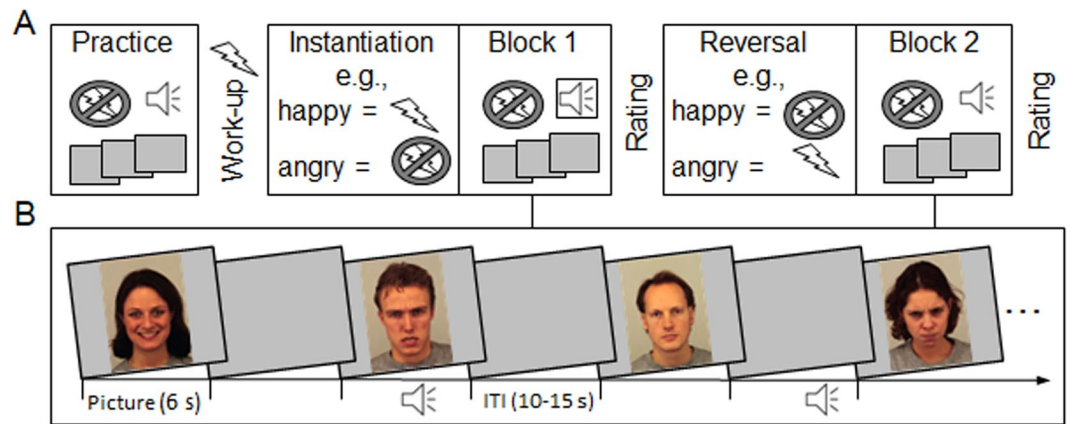 A
Practice
Work-up
Instantiation
e.g.,
happy =
angry =
Block 1
Rating
Reversal
e.g.,
happy =
angry =
Block 2
Rating
B
...
Picture (6 s)
ITI (10-15 s)